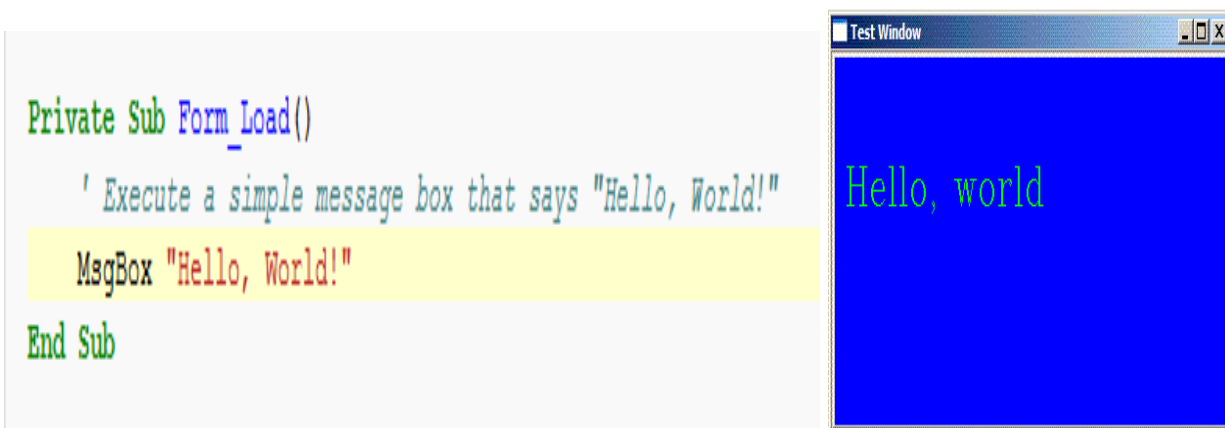 Private Sub Form_Load()
' Execute a simple message box that says "Hello, World!"
MsgBox "Hello, World!"
End Sub
Test Window
Hello, world